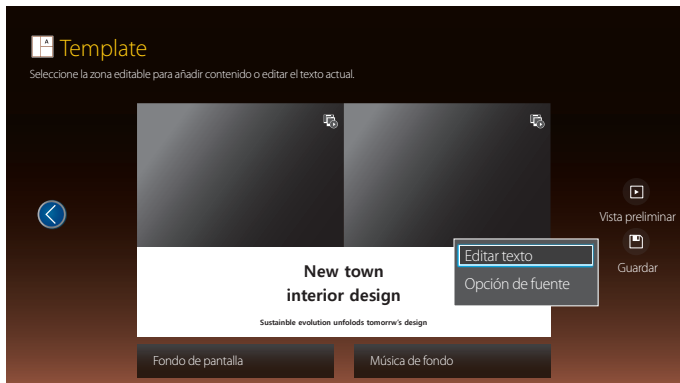 A
Template
Seleccione la zona editable para añadir contenido o editar el texto actual.
Vista preliminar
Editar texto
Opción de fuente
Guardar
New town
interior design
Sustainble evolution unfolods tomorrw's design
Fondo de pantalla
Música de fondo